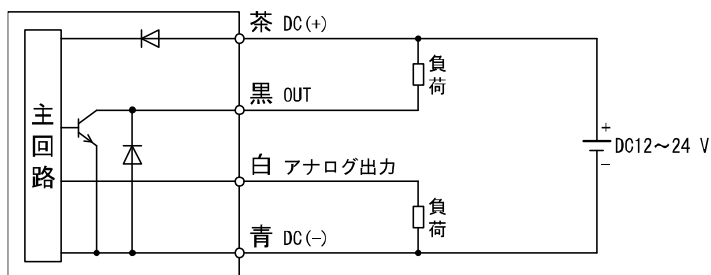 茶 DC(+)
負荷
黒 OUT
主回路
+
DC12～24 V
−
白 アナログ出力
負荷
青 DC(−)